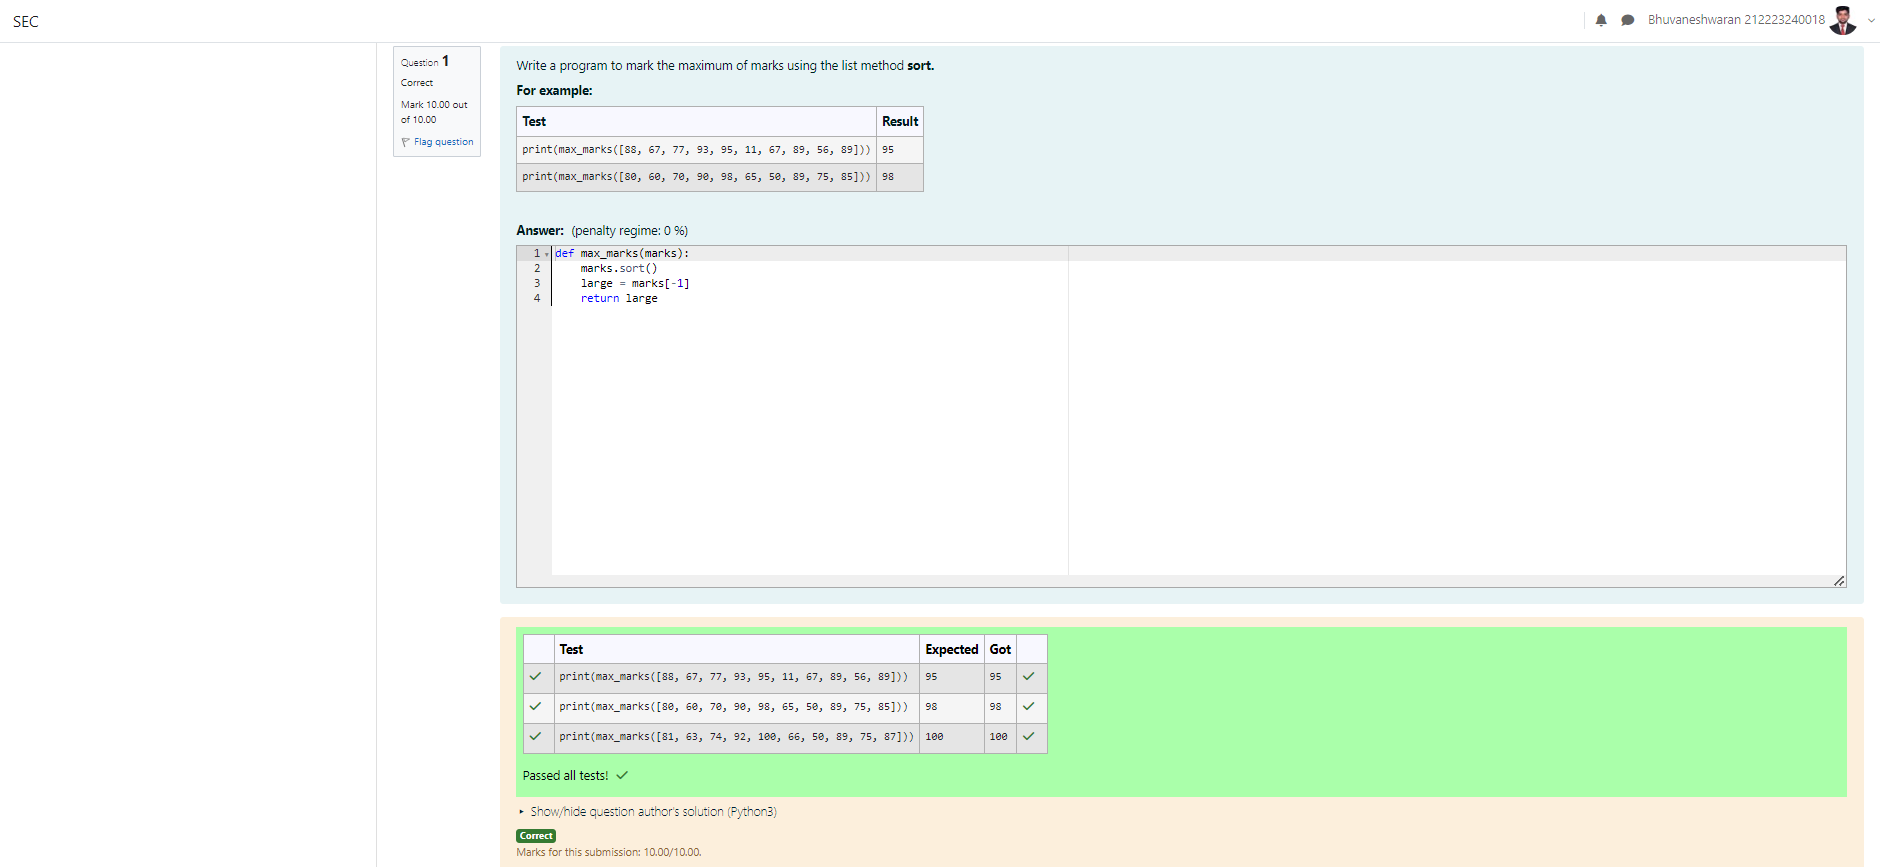 SEC
Bhuvaneshwaran 212223240018
Question 1
Correct
Mark 10.00 out
of 10.00
Flag question
Write a program to mark the maximum of marks using the list method sort.
For example:
Test Result
print(max_marks([88, 67, 77, 93, 95, 11, 67, 89, 56, 89])) 95
print(max_marks([80, 60, 70, 90, 98, 65, 50, 89, 75, 85])) 98
Answer: (penalty regime: 0 %)
1 def max_marks(marks):
2 marks.sort()
3 large = marks[-1]
4 return large
Test Expected Got
print(max_marks([88, 67, 77, 93, 95, 11, 67, 89, 56, 89])) 95 95
print(max_marks([80, 60, 70, 90, 98, 65, 50, 89, 75, 85])) 98 98
print(max_marks([81, 63, 74, 92, 100, 66, 50, 89, 75, 87])) 100 100
Passed all tests!
Show/hide question author's solution (Python3)
Correct
Marks for this submission: 10.00/10.00.